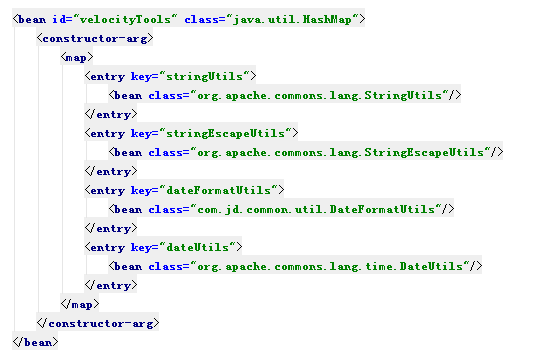 <bean id="velocityTools" class="java.util.HashMap">
    <constructor-arg>
        <map>
            <entry key="stringUtils">
                <bean class="org.apache.commons.lang.StringUtils"/>
            </entry>
            <entry key="stringEscapeUtils">
                <bean class="org.apache.commons.lang.StringEscapeUtils"/>
            </entry>
            <entry key="dateFormatUtils">
                <bean class="com.jd.common.util.DateFormatUtils"/>
            </entry>
            <entry key="dateUtils">
                <bean class="org.apache.commons.lang.time.DateUtils"/>
            </entry>
        </map>
    </constructor-arg>
</bean>